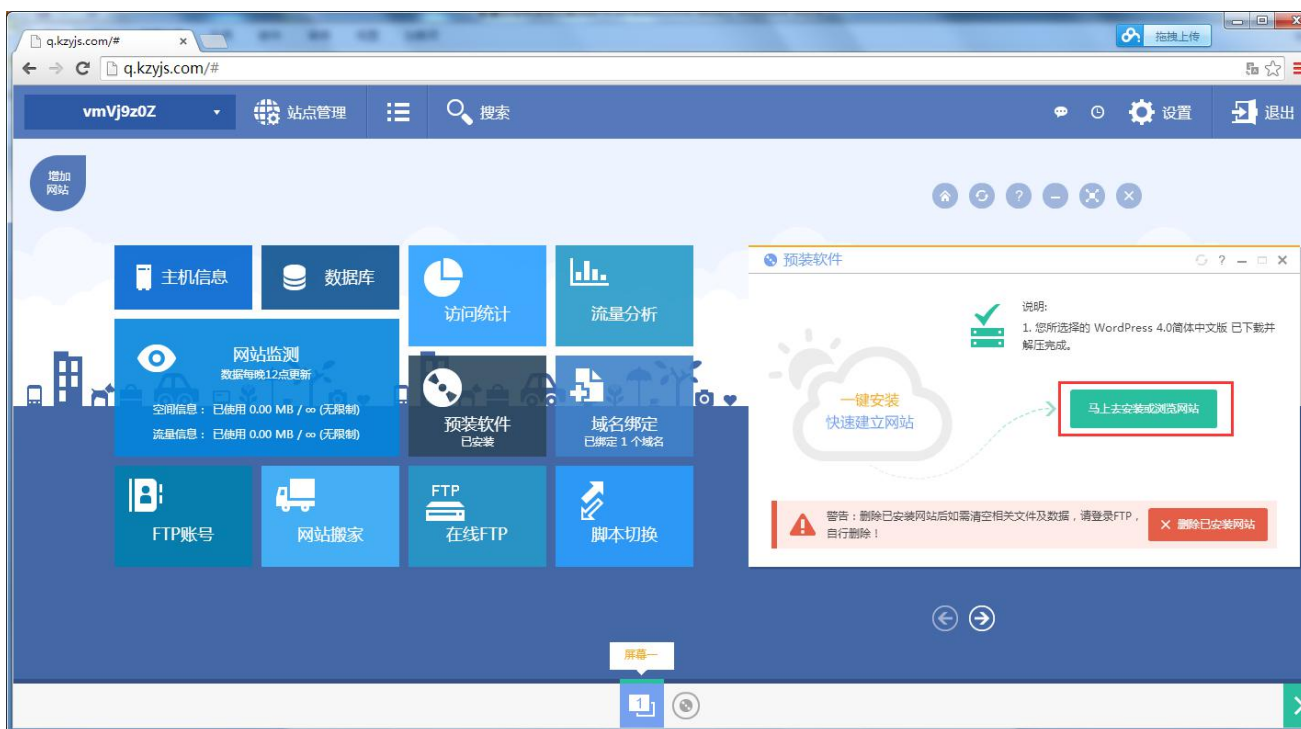 q.kzyjs.com/#
拖拽上传
q.kzyjs.com/#
vmVj9z0Z
站点管理
搜索
设置
退出
增加
网站
主机信息
数据库
访问统计
流量分析
网站监测
数据每晚12点更新
空间信息： 已使用 0.00 MB / ∞ (无限制)
流量信息： 已使用 0.00 MB / ∞ (无限制)
预装软件
已安装
域名绑定
已绑定 1 个域名
FTP账号
网站搬家
FTP
在线FTP
脚本切换
预装软件
说明:
1. 您所选择的 WordPress 4.0简体中文版 已下载并
解压完成。
一键安装
快速建立网站
马上去安装或浏览网站
警告：删除已安装网站后如需清空相关文件及数据，请登录FTP，
自行删除！
删除已安装网站
屏幕一
1